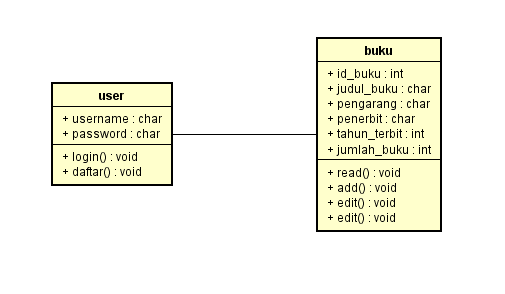 user
+ username : char
+ password : char
+ login() : void
+ daftar() : void
buku
+ id_buku : int
+ judul_buku : char
+ pengarang : char
+ penerbit : char
+ tahun_terbit : int
+ jumlah_buku : int
+ read() : void
+ add() : void
+ edit() : void
+ edit() : void